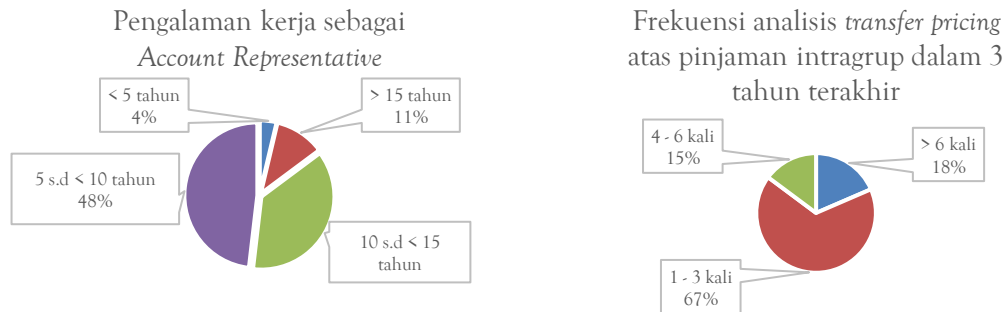 Pengalaman kerja sebagai
Account Representative
< 5 tahun
4%
> 15 tahun
11%
5 s.d < 10 tahun
48%
10 s.d < 15
tahun
Frekuensi analisis transfer pricing
atas pinjaman intragrup dalam 3
tahun terakhir
4 - 6 kali
15%
> 6 kali
18%
1 - 3 kali
67%